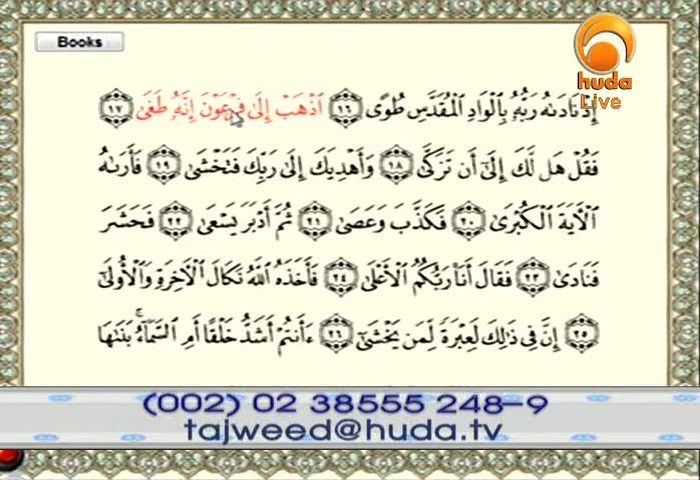 Books
huda
Live
إِذْ نَادَىٰهُ رَبُّهُۥ بِٱلْوَادِ ٱلْمُقَدَّسِ طُوًى ١٦ ٱذْهَبْ إِلَىٰ فِرْعَوْنَ إِنَّهُۥ طَغَىٰ ١٧
فَقُلْ هَل لَّكَ إِلَىٰٓ أَن تَزَكَّىٰ ١٨ وَأَهْدِيَكَ إِلَىٰ رَبِّكَ فَتَخْشَىٰ ١٩ فَأَرَىٰهُ
ٱلْـَٔايَةَ ٱلْكُبْرَىٰ ٢٠ فَكَذَّبَ وَعَصَىٰ ٢١ ثُمَّ أَدْبَرَ يَسْعَىٰ ٢٢ فَحَشَرَ
فَنَادَىٰ ٢٣ فَقَالَ أَنَا۠ رَبُّكُمُ ٱلْأَعْلَىٰ ٢٤ فَأَخَذَهُ ٱللَّهُ نَكَالَ ٱلْـَٔاخِرَةِ وَٱلْأُولَىٰٓ
٢٥ إِنَّ فِى ذَٰلِكَ لَعِبْرَةً لِّمَن يَخْشَىٰٓ ٢٦ ءَأَنتُمْ أَشَدُّ خَلْقًا أَمِ ٱلسَّمَآءُ ۚ بَنَىٰهَا
(002) 02 38555 248-9
tajweed@huda.tv